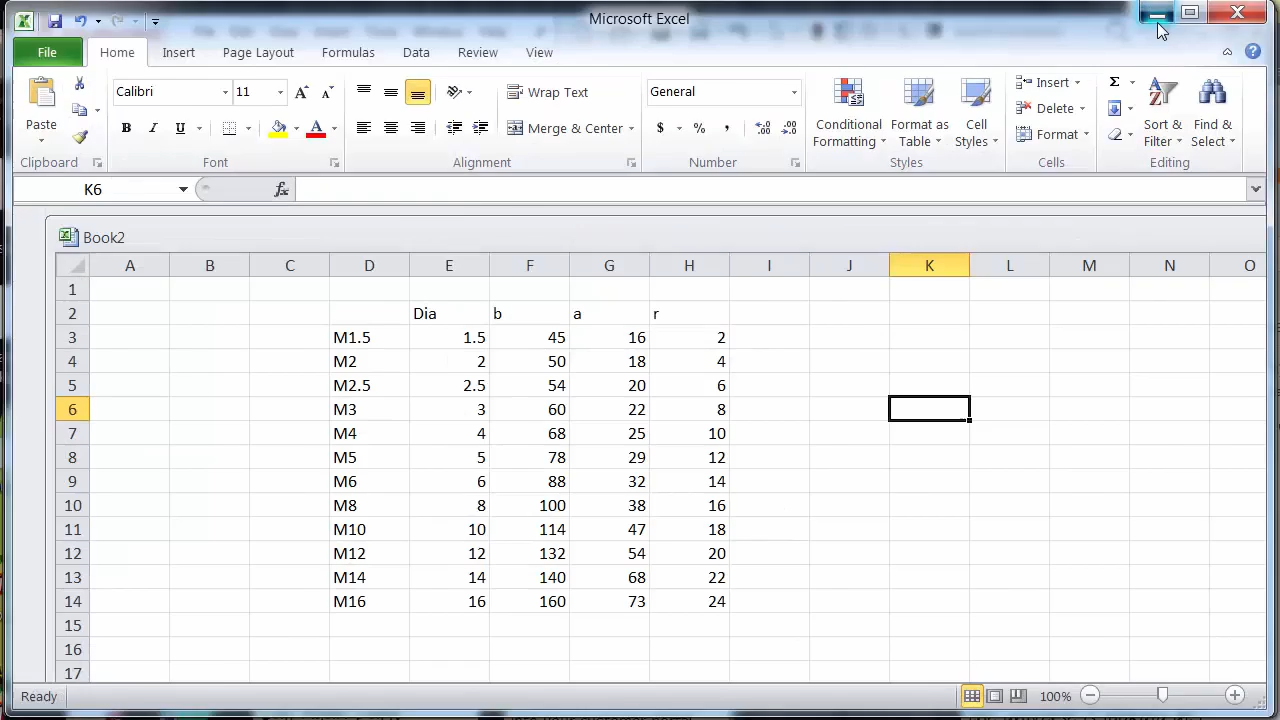 Microsoft Excel
File Home Insert Page Layout Formulas Data Review View
Paste
Calibri 11
B I U A
Wrap Text
Merge & Center
General
$ % ,
Conditional Formatting
Format as Table
Cell Styles
Insert
Delete
Format
Σ
Sort & Filter
Find & Select
Clipboard Font Alignment Number Styles Cells Editing
K6 fx
Book2
A B C D E F G H I J K L M N O
1
2 Dia b a r
3 M1.5 1.5 45 16 2
4 M2 2 50 18 4
5 M2.5 2.5 54 20 6
6 M3 3 60 22 8
7 M4 4 68 25 10
8 M5 5 78 29 12
9 M6 6 88 32 14
10 M8 8 100 38 16
11 M10 10 114 47 18
12 M12 12 132 54 20
13 M14 14 140 68 22
14 M16 16 160 73 24
15
16
17
Ready 100%